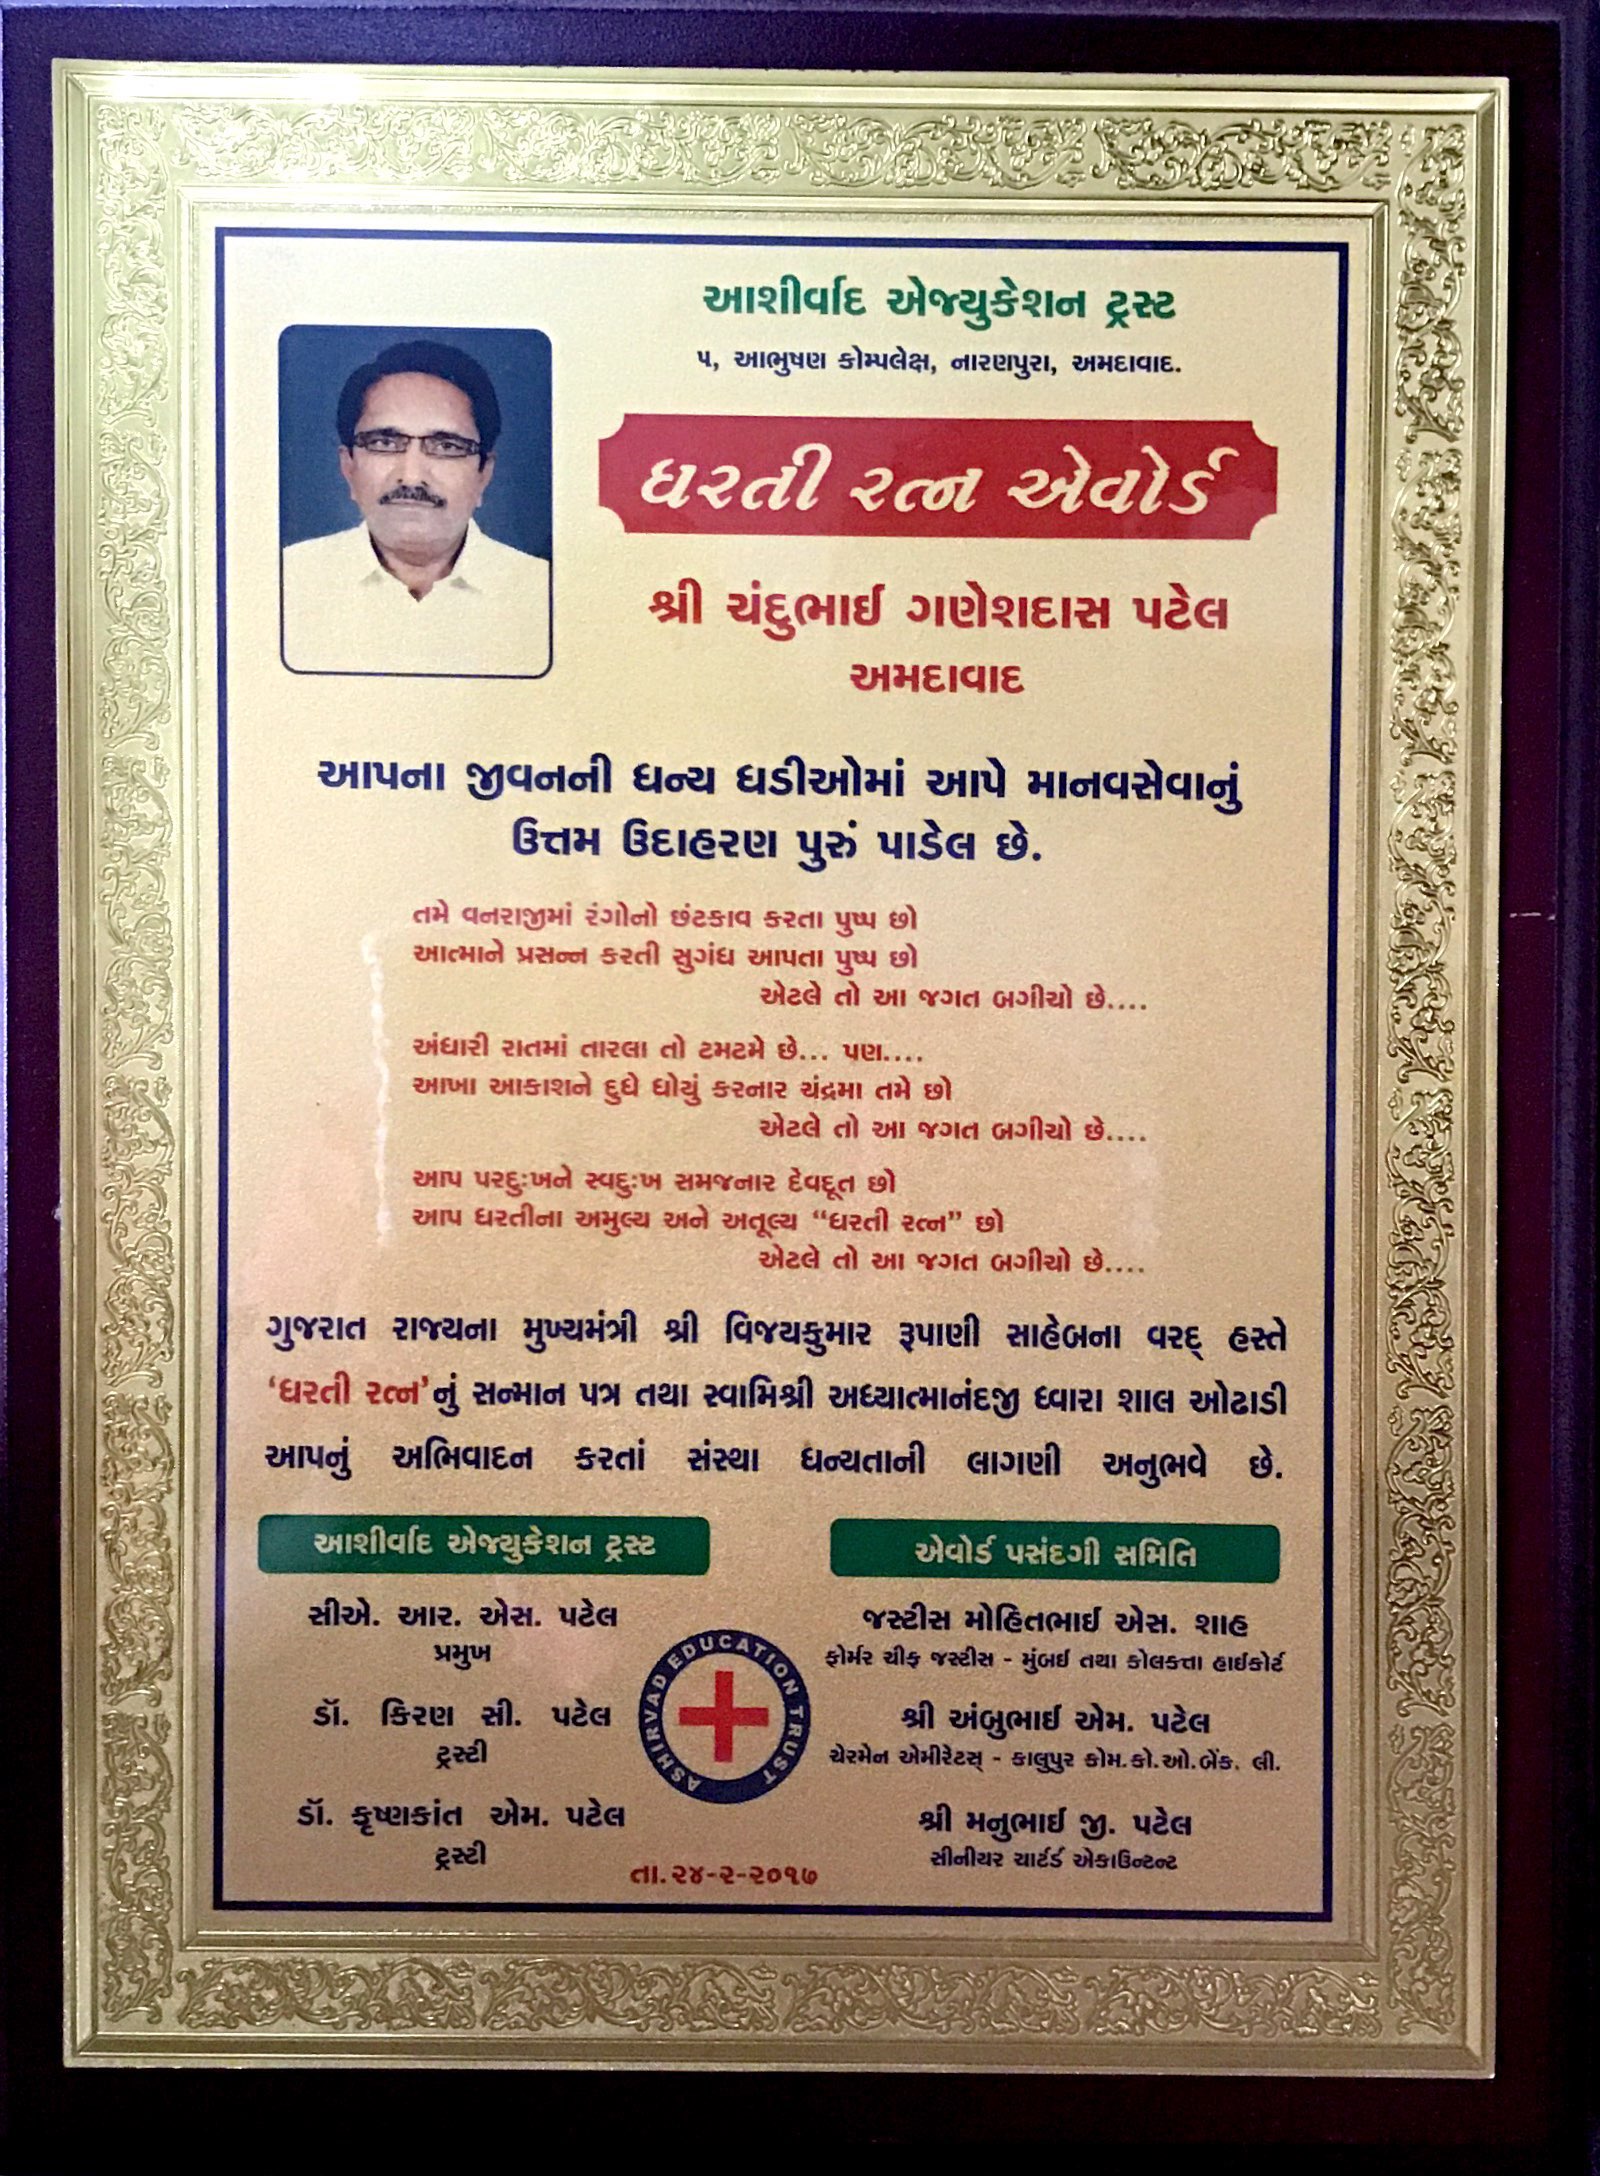 આશીર્વાદ એજ્યુકેશન ટ્રસ્ટ
૫, આભુષણ કોમ્પલેક્ષ, નારણપુરા, અમદાવાદ.
ધરતી રત્ન એવોર્ડ
શ્રી ચંદુભાઈ ગણેશદાસ પટેલ
અમદાવાદ
આપના જીવનની ધન્ય ઘડીઓમાં આપે માનવસેવાનું
ઉત્તમ ઉદાહરણ પુરું પાડેલ છે.
તમે વનરાજીમાં રંગોનો છંટકાવ કરતા પુષ્પ છો
આત્માને પ્રસન્ન કરતી સુગંધ આપતા પુષ્પ છો
એટલે તો આ જગત બગીચો છે....
અંધારી રાતમાં તારલા તો ટમટમે છે... પણ....
આખા આકાશને દુધે ધોયું કરનાર ચંદ્રમા તમે છો
એટલે તો આ જગત બગીચો છે....
આપ પરદુઃખને સ્વદુઃખ સમજનાર દેવદૂત છો
આપ ધરતીના અમુલ્ય અને અતૂલ્ય “ધરતી રત્ન” છો
એટલે તો આ જગત બગીચો છે....
ગુજરાત રાજ્યના મુખ્યમંત્રી શ્રી વિજયકુમાર રૂપાણી સાહેબના વરદ્ હસ્તે
‘ધરતી રત્ન’નું સન્માન પત્ર તથા સ્વામિશ્રી અધ્યાત્માનંદજી ધ્વારા શાલ ઓઢાડી
આપનું અભિવાદન કરતાં સંસ્થા ધન્યતાની લાગણી અનુભવે છે.
આશીર્વાદ એજ્યુકેશન ટ્રસ્ટ
સીએ. આર. એસ. પટેલ
પ્રમુખ
ડૉ. કિરણ સી. પટેલ
ટ્રસ્ટી
ડૉ. કૃષ્ણકાંત એમ. પટેલ
ટ્રસ્ટી
ASHIRVAD EDUCATION TRUST
તા.૨૪-૨-૨૦૧૭
એવોર્ડ પસંદગી સમિતિ
જસ્ટીસ મોહિતભાઈ એસ. શાહ
ફોર્મર ચીફ જસ્ટીસ - મુંબઈ તથા કોલકત્તા હાઈકોર્ટ
શ્રી અંબુભાઈ એમ. પટેલ
ચેરમેન એમીરેટસ્ - કાલુપુર કોમ.કો.ઓ.બેંક. લી.
શ્રી મનુભાઈ જી. પટેલ
સીનીયર ચાર્ટર્ડ એકાઉન્ટન્ટ